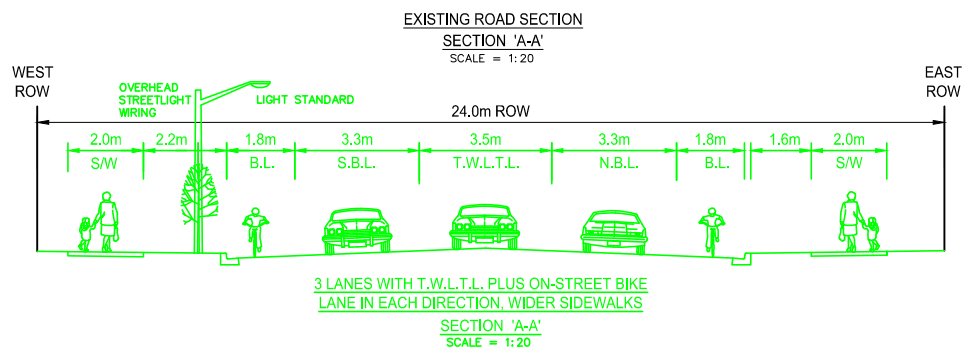 EXISTING ROAD SECTION
SECTION 'A-A'
SCALE = 1:20
WEST
ROW
EAST
ROW
OVERHEAD
STREETLIGHT
WIRING
LIGHT STANDARD
24.0m ROW
2.0m 2.2m 1.8m 3.3m 3.5m 3.3m 1.8m 1.6m 2.0m
S/W B.L. S.B.L. T.W.L.T.L. N.B.L. B.L. S/W
3 LANES WITH T.W.L.T.L. PLUS ON-STREET BIKE
LANE IN EACH DIRECTION, WIDER SIDEWALKS
SECTION 'A-A'
SCALE = 1:20